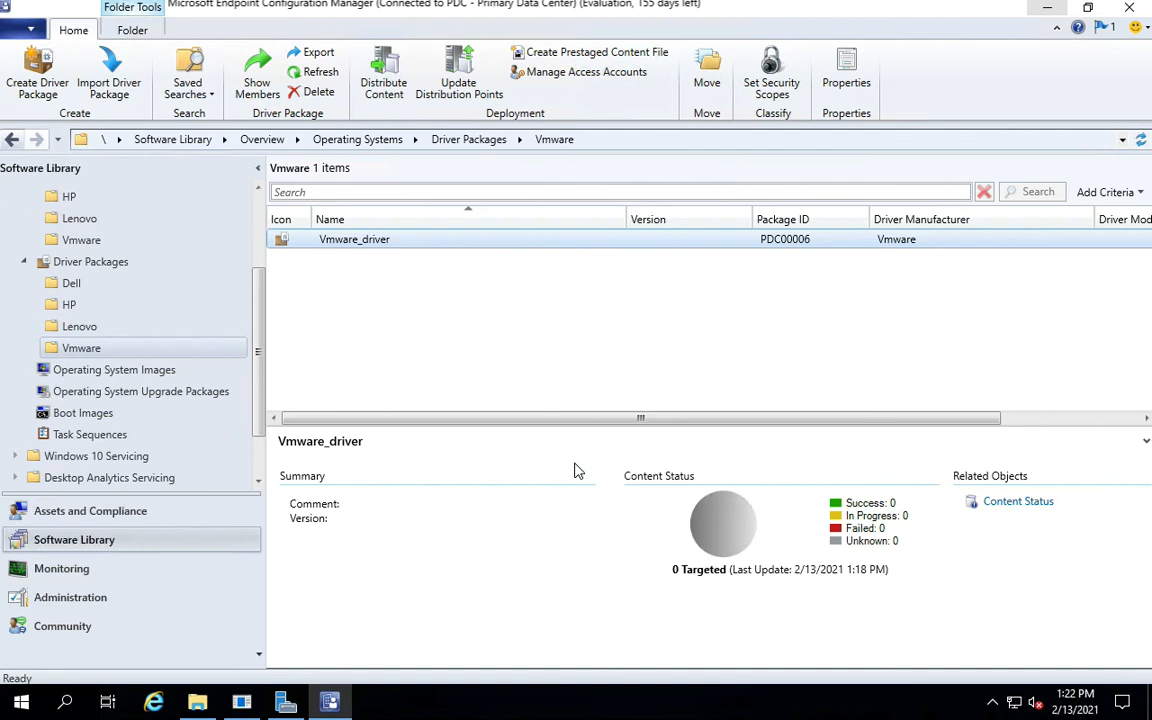 Folder Tools
Microsoft Endpoint Configuration Manager (Connected to PDC - Primary Data Center) (Evaluation, 155 days left)
Home
Folder
1
Create Driver Package
Import Driver Package
Saved Searches
Show Members
Export
Refresh
Delete
Distribute Content
Update Distribution Points
Create Prestaged Content File
Manage Access Accounts
Move
Set Security Scopes
Properties
Create
Search
Driver Package
Deployment
Move
Classify
Properties
\ Software Library Overview Operating Systems Driver Packages Vmware
Software Library
HP
Lenovo
Vmware
Driver Packages
Dell
HP
Lenovo
Vmware
Operating System Images
Operating System Upgrade Packages
Boot Images
Task Sequences
Windows 10 Servicing
Desktop Analytics Servicing
Assets and Compliance
Software Library
Monitoring
Administration
Community
Vmware 1 items
Search
Search
Add Criteria
Icon Name Version Package ID Driver Manufacturer Driver Mod
Vmware_driver PDC00006 Vmware
Vmware_driver
Summary
Comment:
Version:
Content Status
Success: 0
In Progress: 0
Failed: 0
Unknown: 0
0 Targeted (Last Update: 2/13/2021 1:18 PM)
Related Objects
Content Status
Ready
1:22 PM
2/13/2021